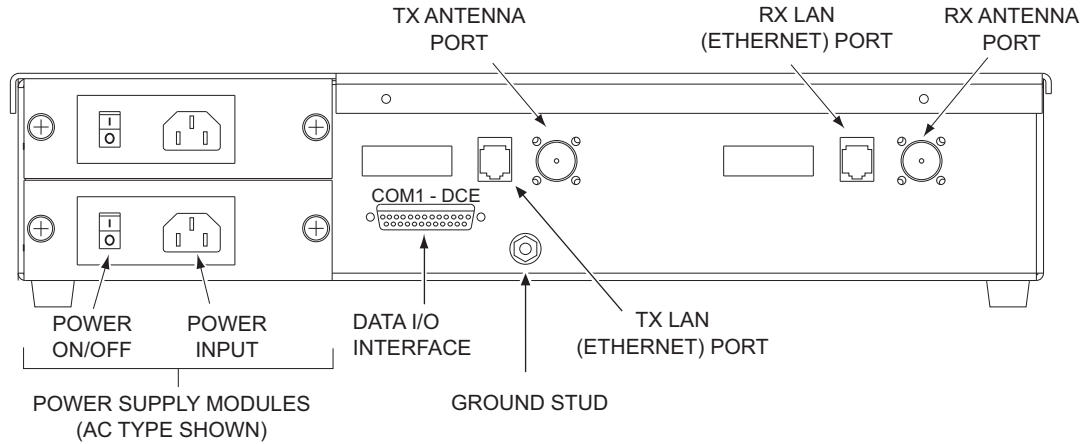 TX ANTENNA
PORT
RX LAN
(ETHERNET) PORT
RX ANTENNA
PORT
COM1 - DCE
POWER
ON/OFF
POWER
INPUT
DATA I/O
INTERFACE
TX LAN
(ETHERNET) PORT
GROUND STUD
POWER SUPPLY MODULES
(AC TYPE SHOWN)